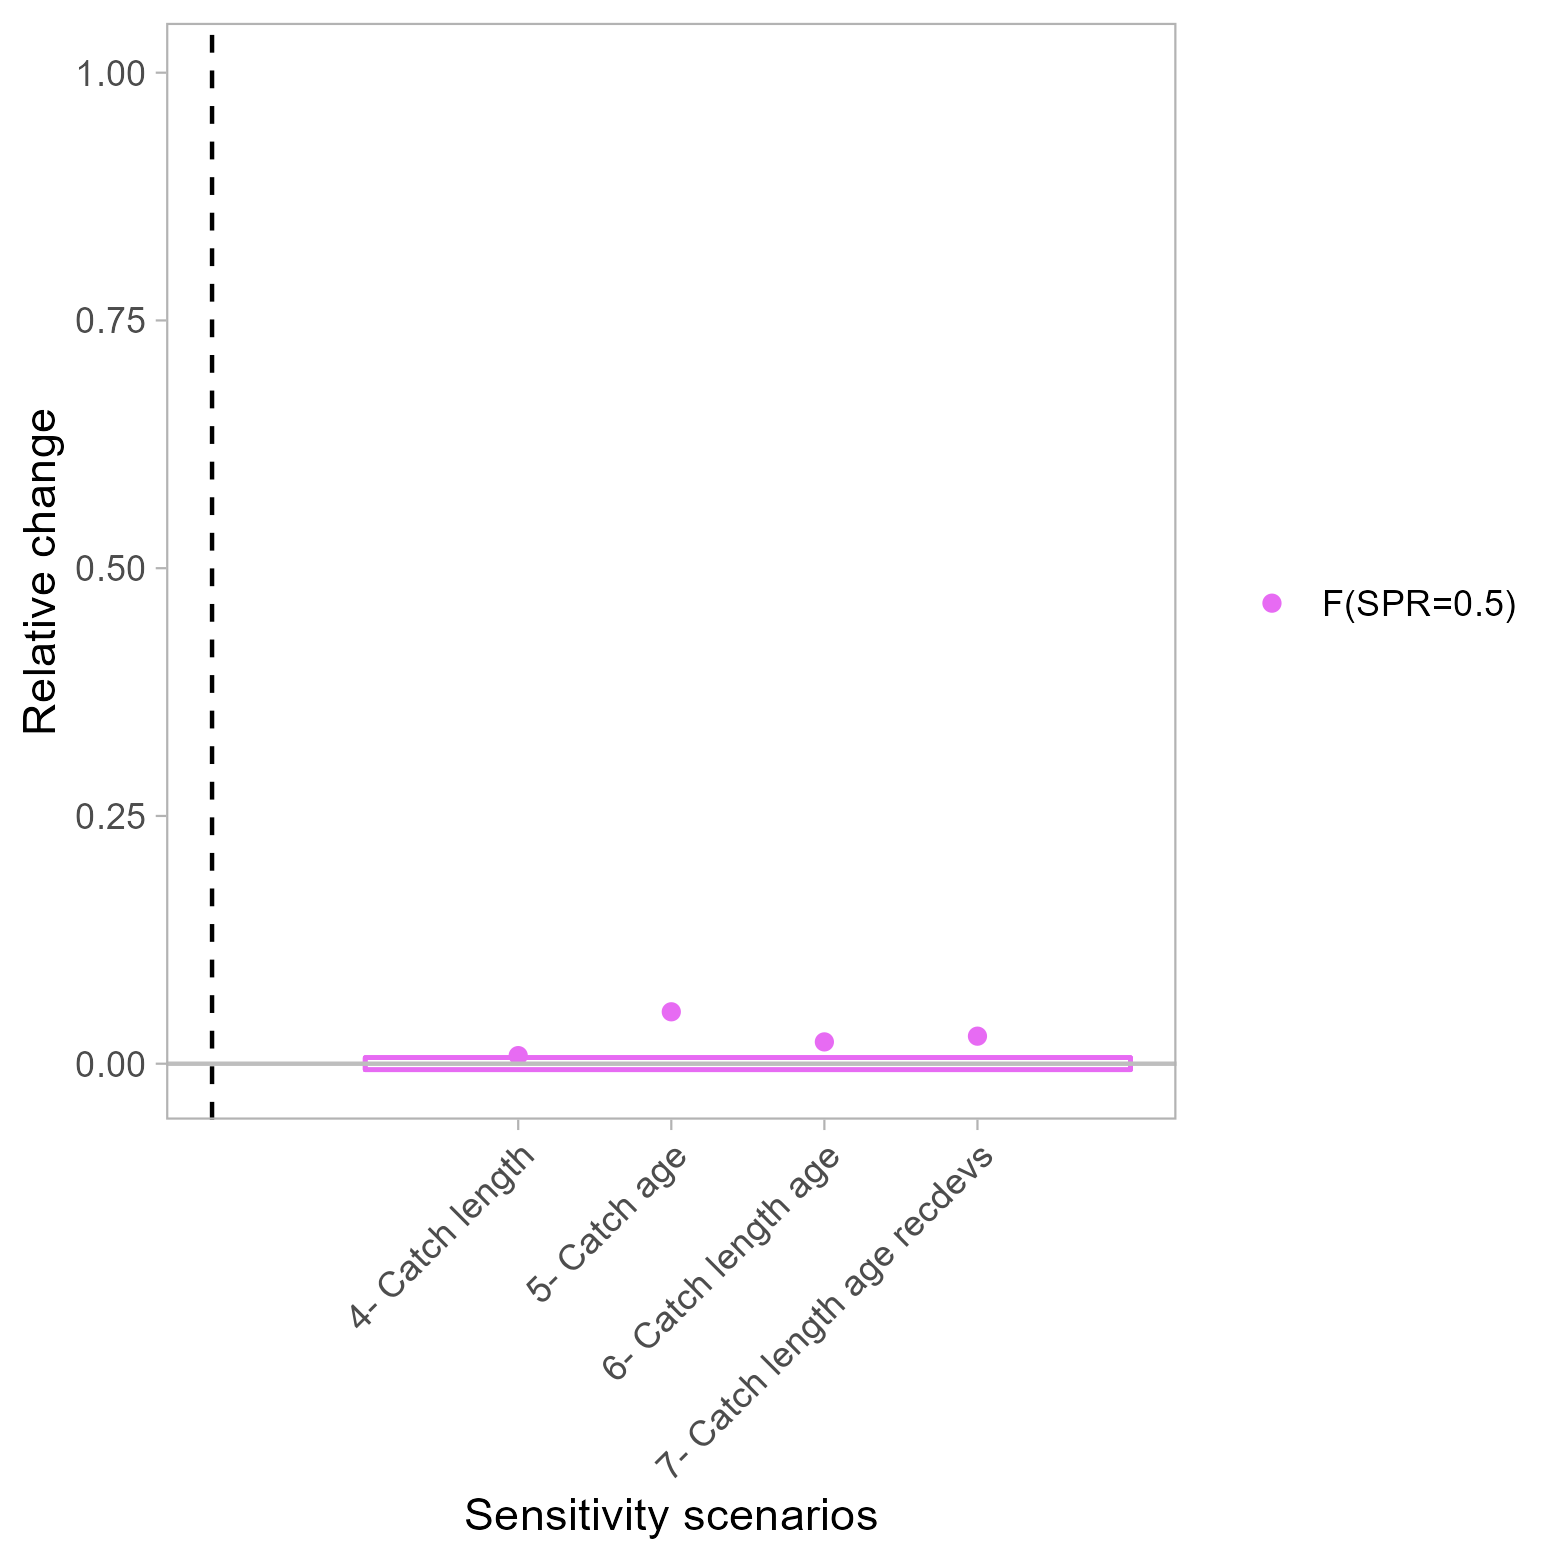 1.00
0.75
0.50
0.25
0.00
Relative change
F(SPR=0.5)
4- Catch length
5- Catch age
6- Catch length age
7- Catch length age recdevs
Sensitivity scenarios